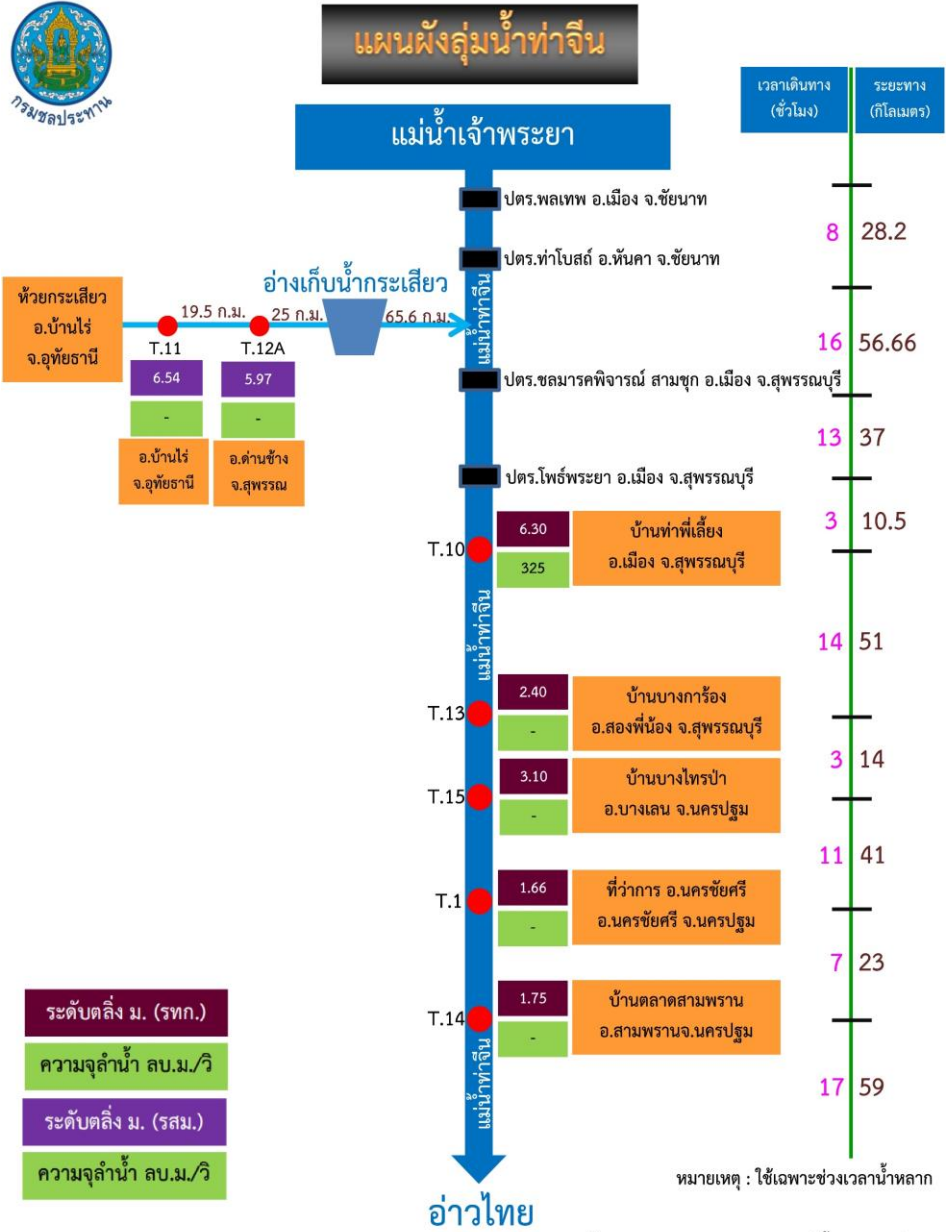 กรมชลประทาน
แผนผังลุ่มน้ำท่าจีน
เวลาเดินทาง
(ชั่วโมง)
ระยะทาง
(กิโลเมตร)
แม่น้ำเจ้าพระยา
ปตร.พลเทพ อ.เมือง จ.ชัยนาท
8
28.2
ปตร.ท่าโบสถ์ อ.หันคา จ.ชัยนาท
อ่างเก็บน้ำกระเสียว
ห้วยกระเสียว
อ.บ้านไร่
จ.อุทัยธานี
19.5 ก.ม.
25 ก.ม.
65.6 ก.ม.
แม่น้ำท่าจีน
T.11
T.12A
16
56.66
6.54
5.97
-
-
ปตร.ชลมารคพิจารณ์ สามชุก อ.เมือง จ.สุพรรณบุรี
อ.บ้านไร่
จ.อุทัยธานี
อ.ด่านช้าง
จ.สุพรรณ
13
37
ปตร.โพธ์พระยา อ.เมือง จ.สุพรรณบุรี
3
10.5
T.10
6.30
325
บ้านท่าพี่เลี้ยง
อ.เมือง จ.สุพรรณบุรี
แม่น้ำท่าจีน
14
51
T.13
2.40
-
บ้านบางการ้อง
อ.สองพี่น้อง จ.สุพรรณบุรี
3
14
T.15
3.10
-
บ้านบางไทรป่า
อ.บางเลน จ.นครปฐม
11
41
T.1
1.66
-
ที่ว่าการ อ.นครชัยศรี
อ.นครชัยศรี จ.นครปฐม
7
23
T.14
1.75
-
บ้านตลาดสามพราน
อ.สามพรานจ.นครปฐม
แม่น้ำท่าจีน
17
59
ระดับตลิ่ง ม. (รทก.)
ความจุลำน้ำ ลบ.ม./วิ
ระดับตลิ่ง ม. (รสม.)
ความจุลำน้ำ ลบ.ม./วิ
หมายเหตุ : ใช้เฉพาะช่วงเวลาน้ำหลาก
อ่าวไทย